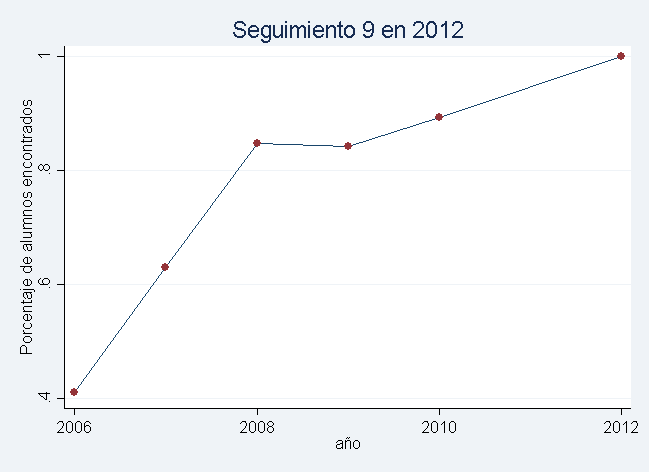 Seguimiento 9 en 2012
Porcentaje de alumnos encontrados
1
.8
.6
.4
2006 2008 2010 2012
año